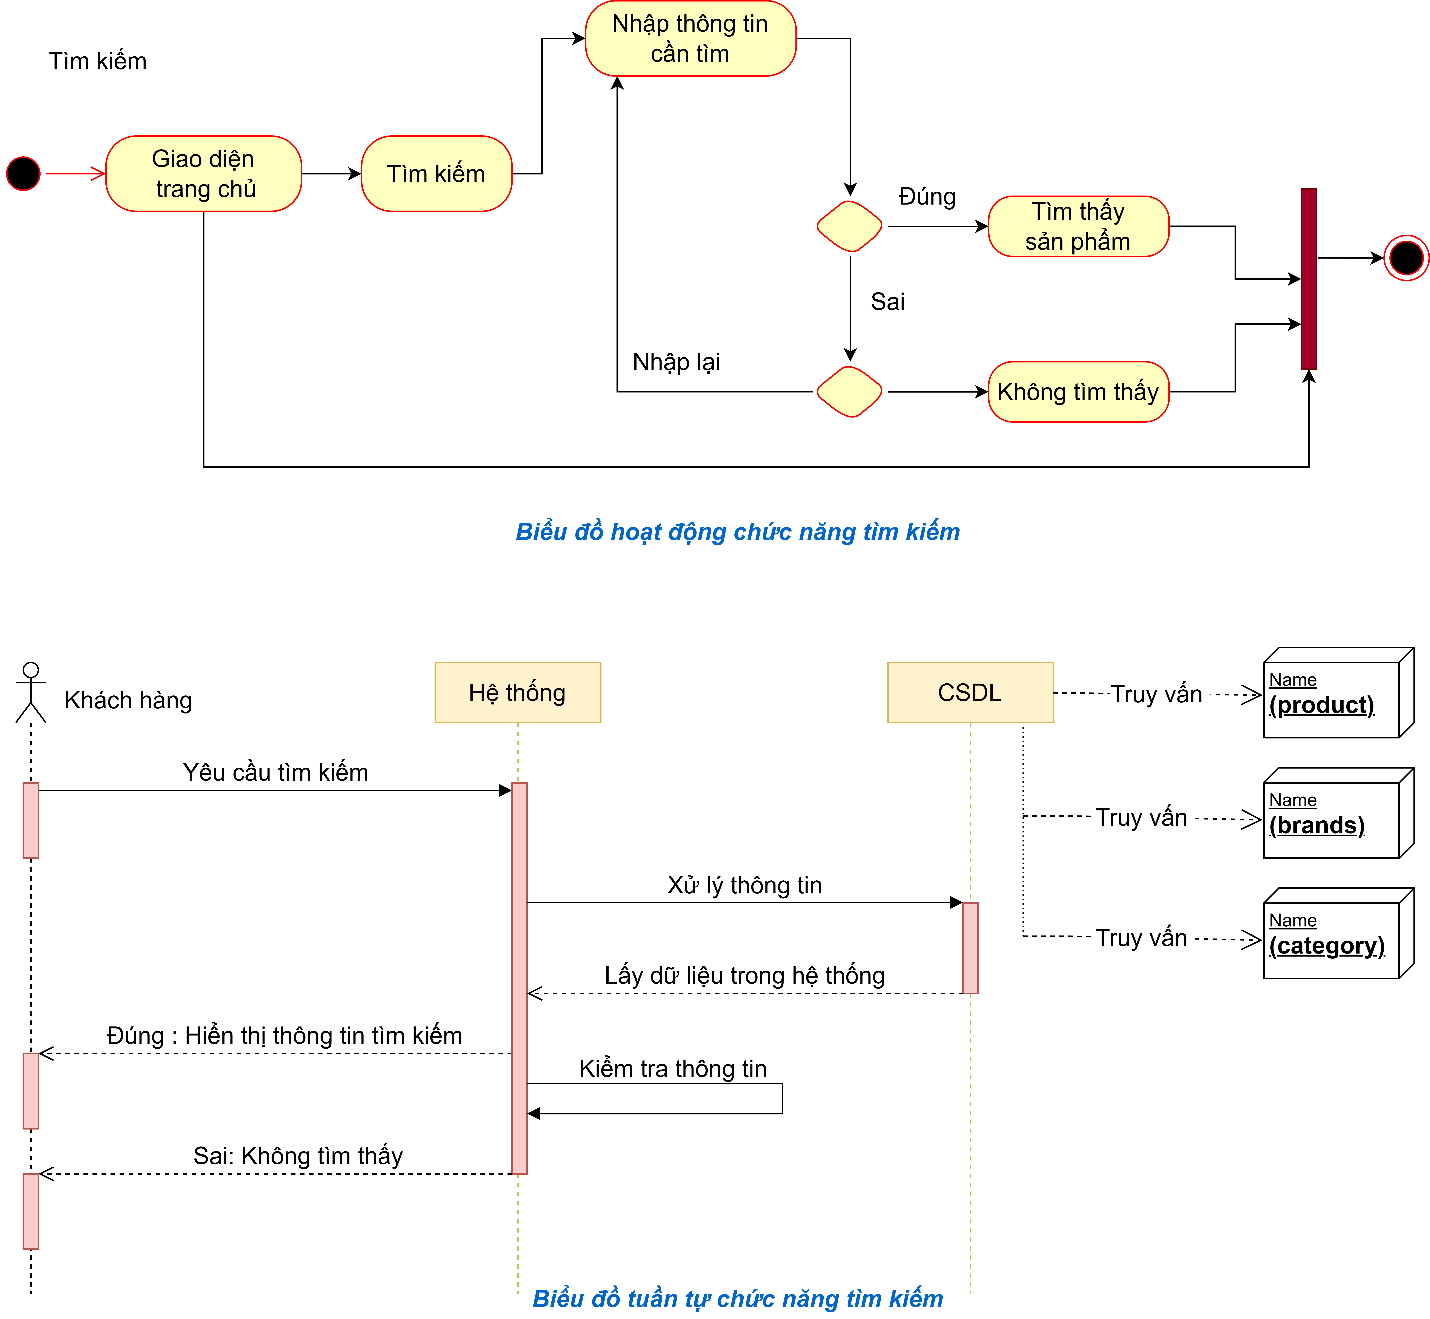 Nhập thông tin
cần tìm
Tìm kiếm
Giao diện
trang chủ
Tìm kiếm
Đúng
Tìm thấy
sản phẩm
Sai
Nhập lại
Không tìm thấy
Biểu đồ hoạt động chức năng tìm kiếm
Khách hàng
Hệ thống
CSDL
Truy vấn
Name
(product)
Yêu cầu tìm kiếm
Truy vấn
Name
(brands)
Xử lý thông tin
Truy vấn
Name
(category)
Lấy dữ liệu trong hệ thống
Đúng : Hiển thị thông tin tìm kiếm
Kiểm tra thông tin
Sai: Không tìm thấy
Biểu đồ tuần tự chức năng tìm kiếm